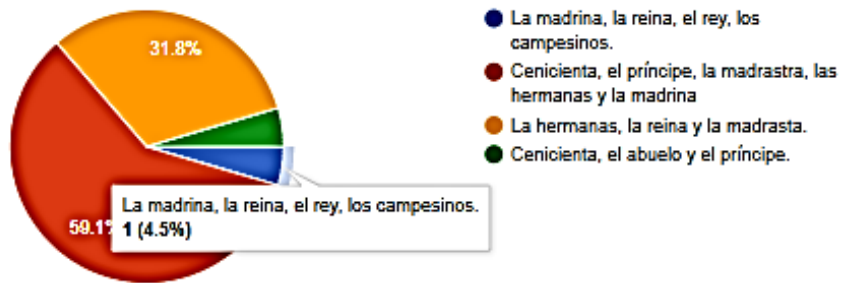 31.8%
59.1%
La madrina, la reina, el rey, los campesinos.
1 (4.5%)
La madrina, la reina, el rey, los
campesinos.
Cenicienta, el príncipe, la madrastra, las
hermanas y la madrina
La hermanas, la reina y la madrasta.
Cenicienta, el abuelo y el príncipe.